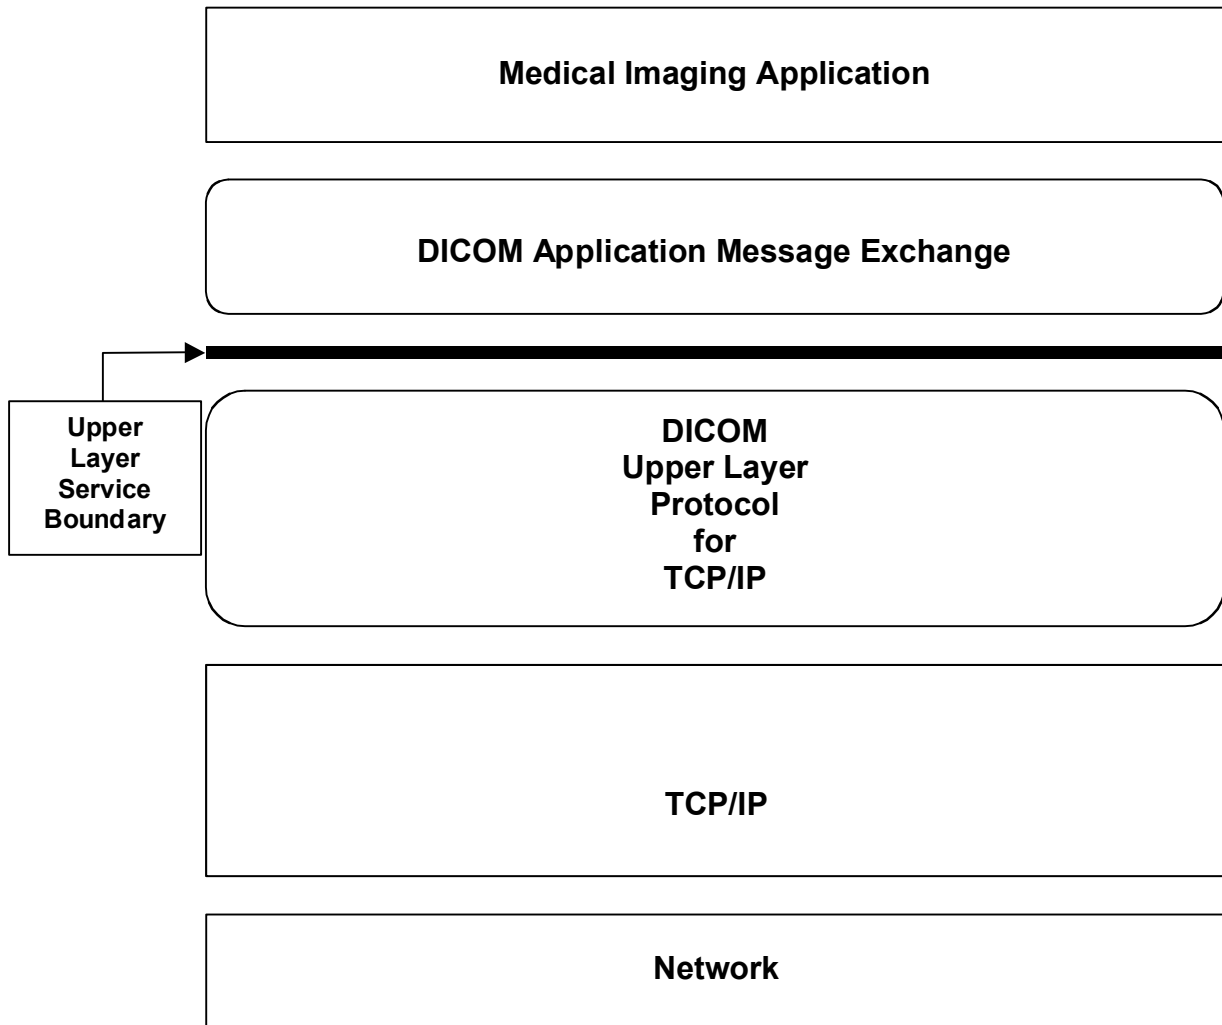 Medical Imaging Application
DICOM Application Message Exchange
Upper
Layer
Service
Boundary
DICOM
Upper Layer
Protocol
for
TCP/IP
TCP/IP
Network